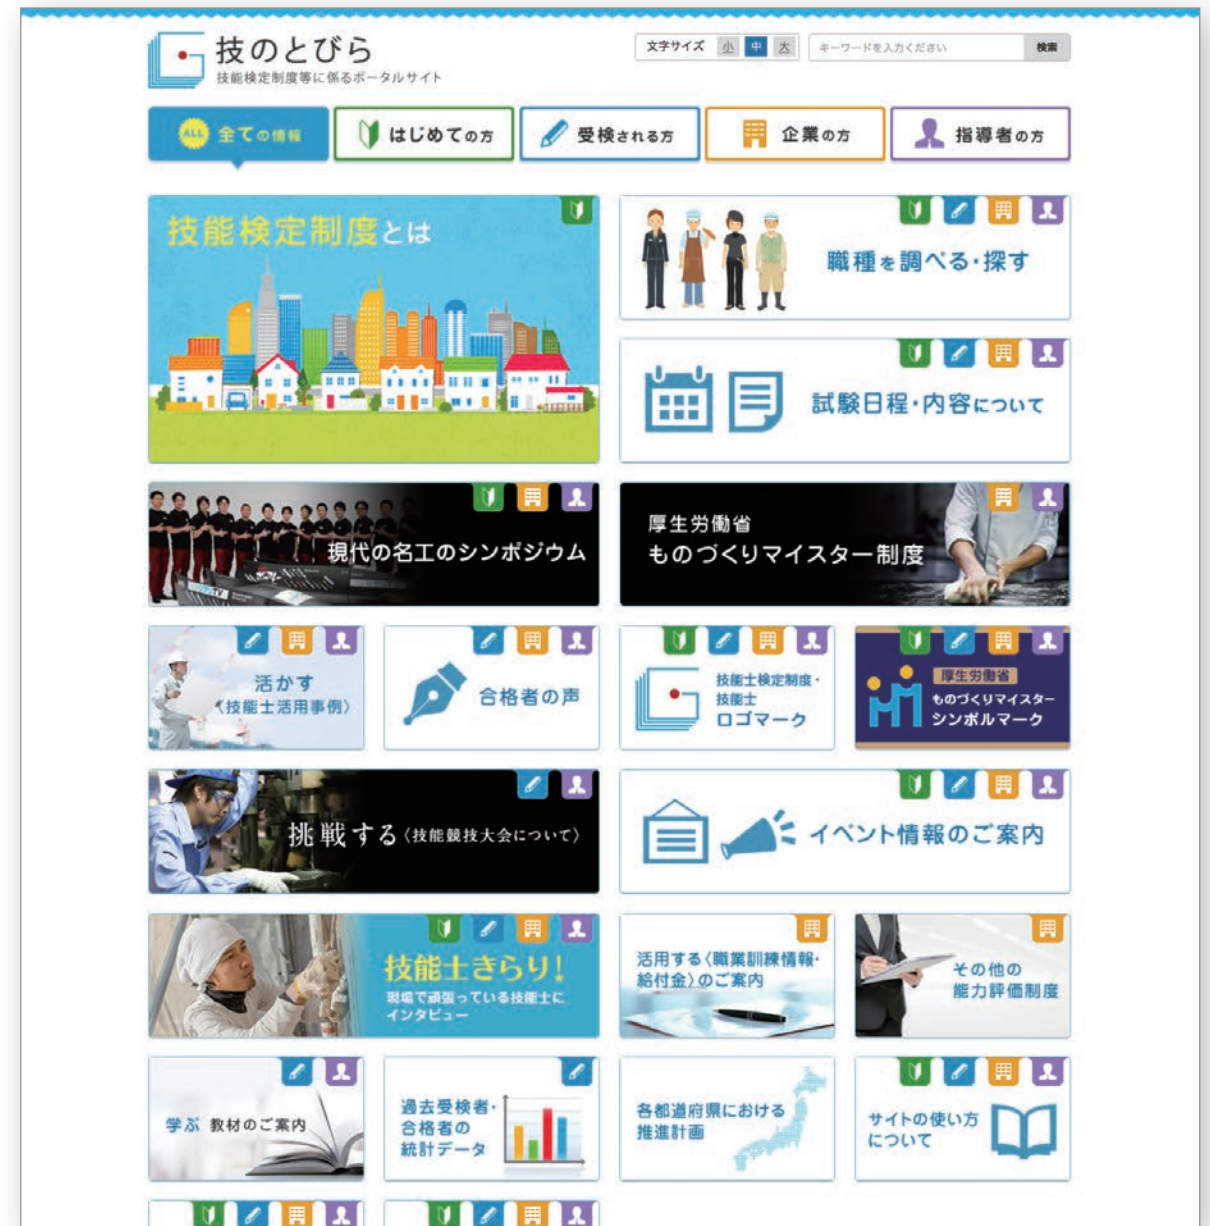 技のとびら
技能検定制度等に係るポータルサイト
文字サイズ 小 中 大
キーワードを入力ください 検索
ALL 全ての情報
はじめての方
受検される方
企業の方
指導者の方
技能検定制度とは
職種を調べる・探す
試験日程・内容について
現代の名工のシンポジウム
厚生労働省
ものづくりマイスター制度
活かす
〈技能士活用事例〉
合格者の声
技能士検定制度・
技能士
ロゴマーク
厚生労働省
ものづくりマイスター
シンボルマーク
挑戦する〈技能競技大会について〉
イベント情報のご案内
技能士きらり！
現場で頑張っている技能士に
インタビュー
活用する〈職業訓練情報・
給付金〉のご案内
その他の
能力評価制度
学ぶ 教材のご案内
過去受検者・
合格者の
統計データ
各都道府県における
推進計画
サイトの使い方
について